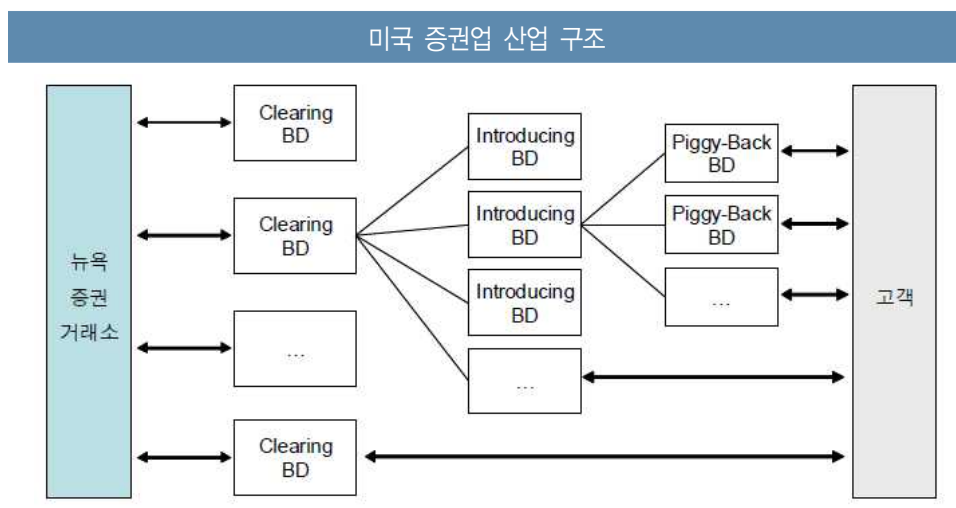 미국 증권업 산업 구조
뉴욕
증권
거래소
Clearing
BD
Clearing
BD
...
Clearing
BD
Introducing
BD
Introducing
BD
Introducing
BD
...
Piggy-Back
BD
Piggy-Back
BD
...
고객